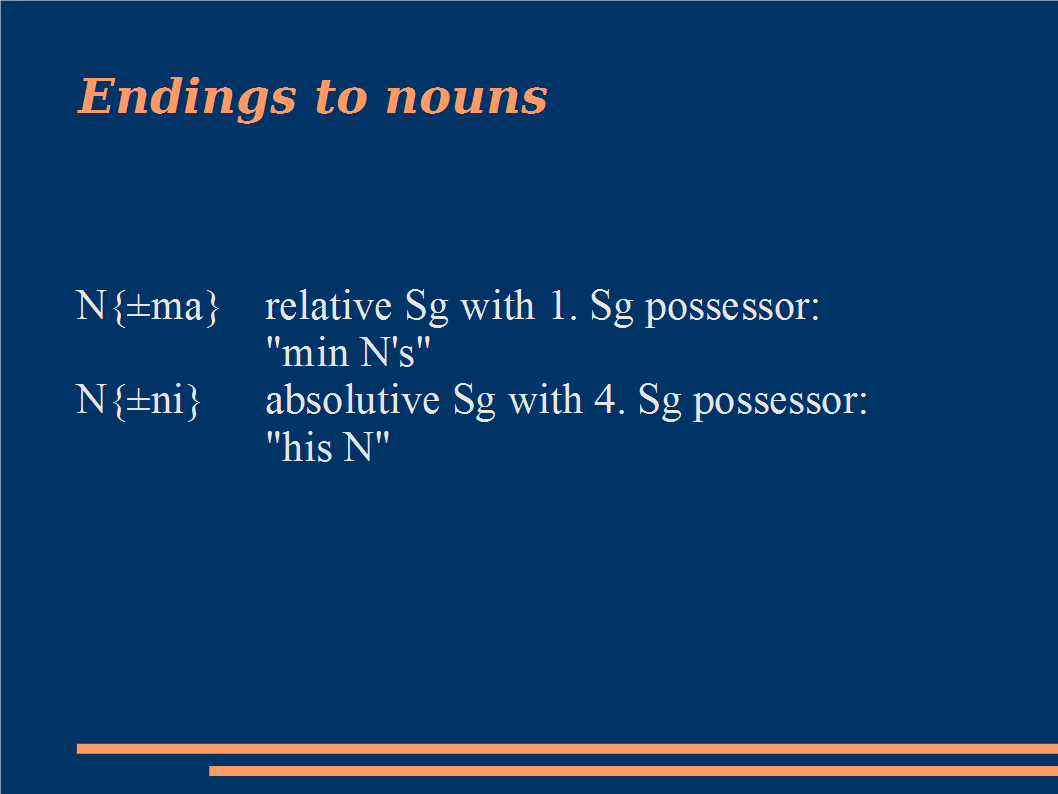 Endings to nouns
N{±ma} relative Sg with 1. Sg possessor:
"min N's"
N{±ni} absolutive Sg with 4. Sg possessor:
"his N"